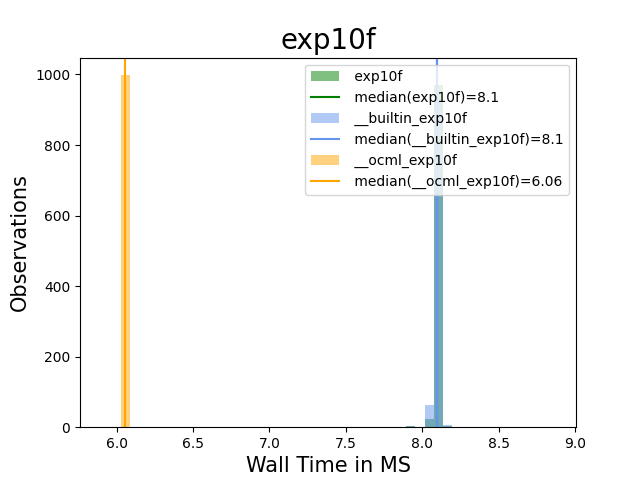 exp10f
Observations
1000
800
600
400
200
0
exp10f
median(exp10f)=8.1
__builtin_exp10f
median(__builtin_exp10f)=8.1
__ocml_exp10f
median(__ocml_exp10f)=6.06
6.0 6.5 7.0 7.5 8.0 8.5 9.0
Wall Time in MS